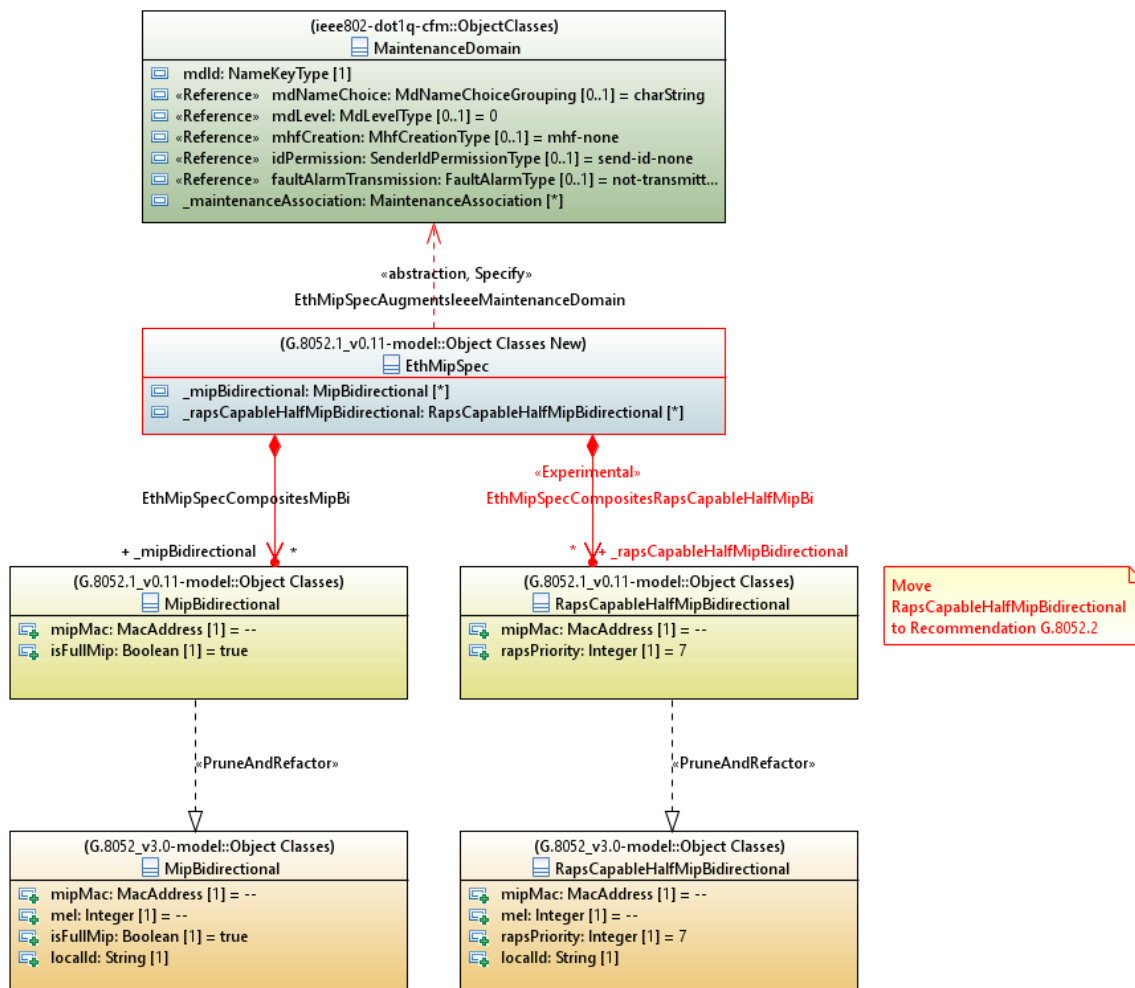 (ieee802-dot1q-cfm::ObjectClasses)
MaintenanceDomain
mdId: NameKeyType [1]
«Reference» mdNameChoice: MdNameChoiceGrouping [0..1] = charString
«Reference» mdLevel: MdLevelType [0..1] = 0
«Reference» mhfCreation: MhfCreationType [0..1] = mhf-none
«Reference» idPermission: SenderIdPermissionType [0..1] = send-id-none
«Reference» faultAlarmTransmission: FaultAlarmType [0..1] = not-transmitt...
_maintenanceAssociation: MaintenanceAssociation [*]
«abstraction, Specify»
EthMipSpecAugmentsIeeeMaintenanceDomain
(G.8052.1_v0.11-model::Object Classes New)
EthMipSpec
_mipBidirectional: MipBidirectional [*]
_rapsCapableHalfMipBidirectional: RapsCapableHalfMipBidirectional [*]
«Experimental»
EthMipSpecCompositesMipBi
EthMipSpecCompositesRapsCapableHalfMipBi
+ _mipBidirectional *
* + _rapsCapableHalfMipBidirectional
(G.8052.1_v0.11-model::Object Classes)
MipBidirectional
mipMac: MacAddress [1] = --
isFullMip: Boolean [1] = true
(G.8052.1_v0.11-model::Object Classes)
RapsCapableHalfMipBidirectional
mipMac: MacAddress [1] = --
rapsPriority: Integer [1] = 7
Move
RapsCapableHalfMipBidirectional
to Recommendation G.8052.2
«PruneAndRefactor»
«PruneAndRefactor»
(G.8052_v3.0-model::Object Classes)
MipBidirectional
mipMac: MacAddress [1] = --
mel: Integer [1] = --
isFullMip: Boolean [1] = true
localId: String [1]
(G.8052_v3.0-model::Object Classes)
RapsCapableHalfMipBidirectional
mipMac: MacAddress [1] = --
mel: Integer [1] = --
rapsPriority: Integer [1] = 7
localId: String [1]